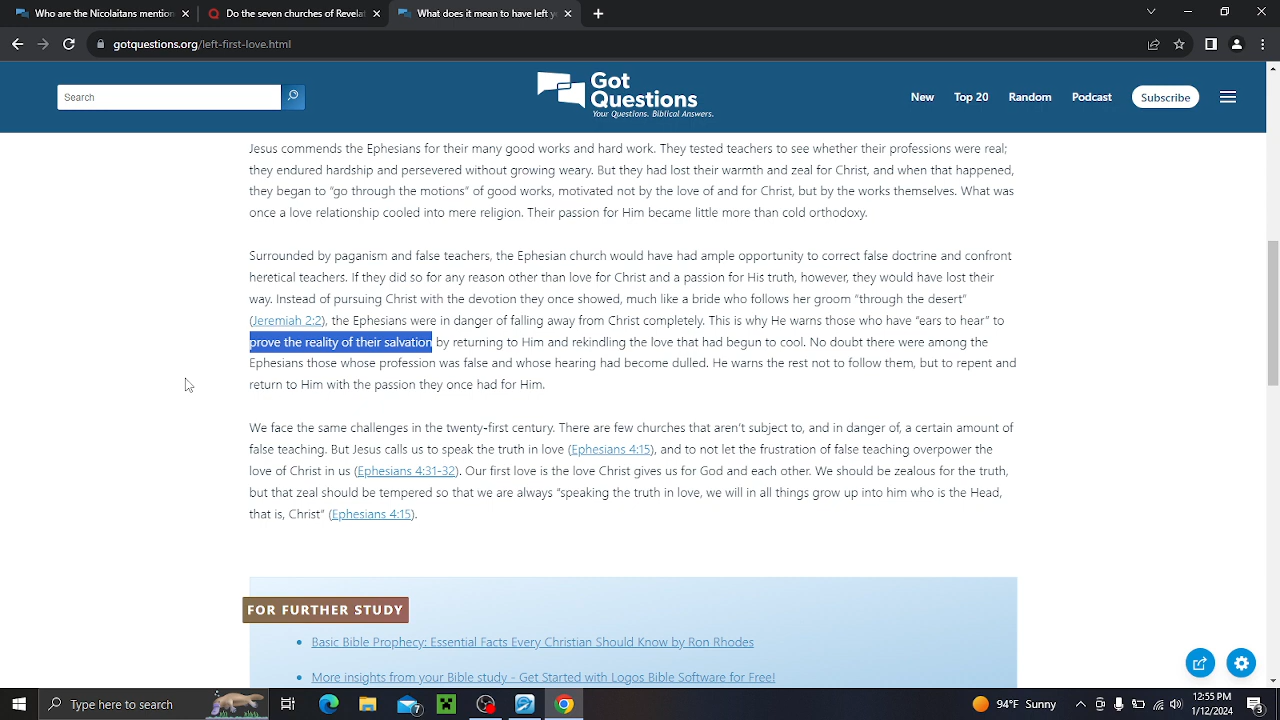 Who are the Nicolaitans mention
Do the seven churches of Revelat
What does it mean to have left yo
gotquestions.org/left-first-love.html
Search
Got Questions
Your Questions. Biblical Answers.
New
Top 20
Random
Podcast
Subscribe
Jesus commends the Ephesians for their many good works and hard work. They tested teachers to see whether their professions were real;
they endured hardship and persevered without growing weary. But they had lost their warmth and zeal for Christ, and when that happened,
they began to “go through the motions” of good works, motivated not by the love of and for Christ, but by the works themselves. What was
once a love relationship cooled into mere religion. Their passion for Him became little more than cold orthodoxy.
Surrounded by paganism and false teachers, the Ephesian church would have had ample opportunity to correct false doctrine and confront
heretical teachers. If they did so for any reason other than love for Christ and a passion for His truth, however, they would have lost their
way. Instead of pursuing Christ with the devotion they once showed, much like a bride who follows her groom “through the desert”
(Jeremiah 2:2), the Ephesians were in danger of falling away from Christ completely. This is why He warns those who have “ears to hear” to
prove the reality of their salvation by returning to Him and rekindling the love that had begun to cool. No doubt there were among the
Ephesians those whose profession was false and whose hearing had become dulled. He warns the rest not to follow them, but to repent and
return to Him with the passion they once had for Him.
We face the same challenges in the twenty-first century. There are few churches that aren’t subject to, and in danger of, a certain amount of
false teaching. But Jesus calls us to speak the truth in love (Ephesians 4:15), and to not let the frustration of false teaching overpower the
love of Christ in us (Ephesians 4:31-32). Our first love is the love Christ gives us for God and each other. We should be zealous for the truth,
but that zeal should be tempered so that we are always “speaking the truth in love, we will in all things grow up into him who is the Head,
that is, Christ” (Ephesians 4:15).
FOR FURTHER STUDY
Basic Bible Prophecy: Essential Facts Every Christian Should Know by Ron Rhodes
More insights from your Bible study - Get Started with Logos Bible Software for Free!
Type here to search
7
94°F Sunny
12:55 PM
1/12/2024